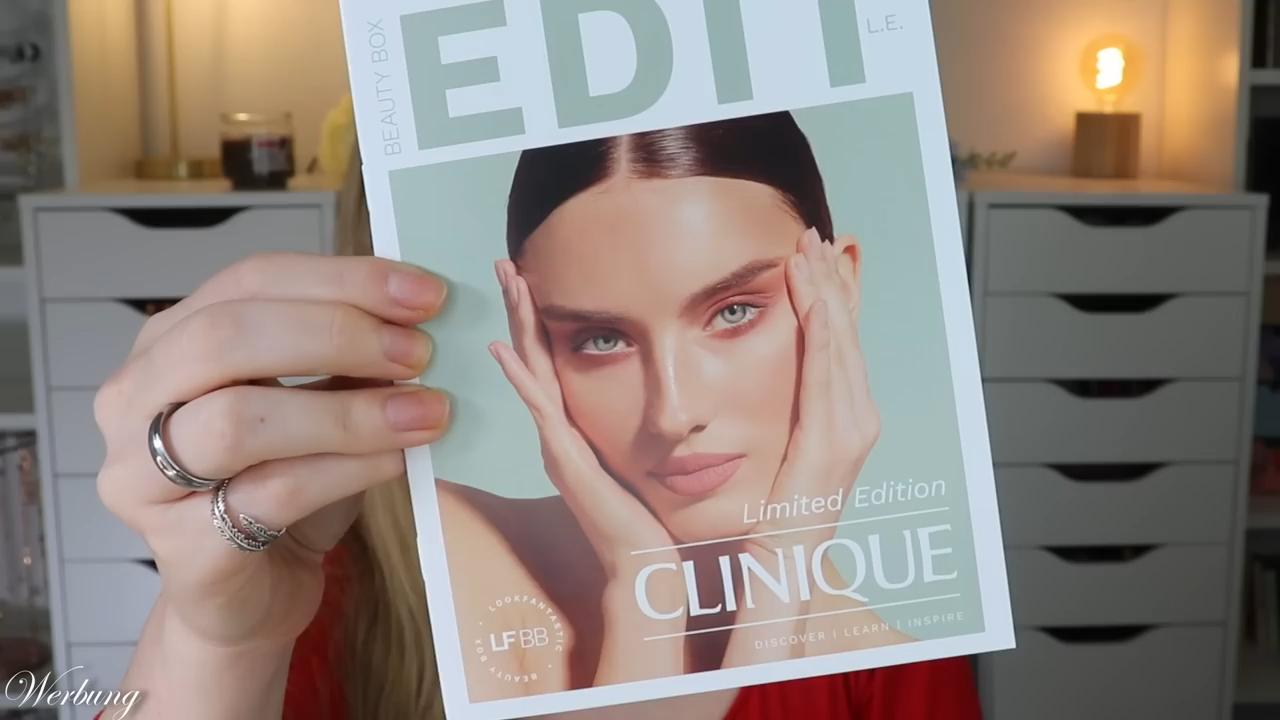 BEAUTY BOX
EDIT
L.E.
Limited Edition
CLINIQUE
DISCOVER | LEARN | INSPIRE
LOOKFANTASTIC • BEAUTY BOX •
LFBB
Werbung